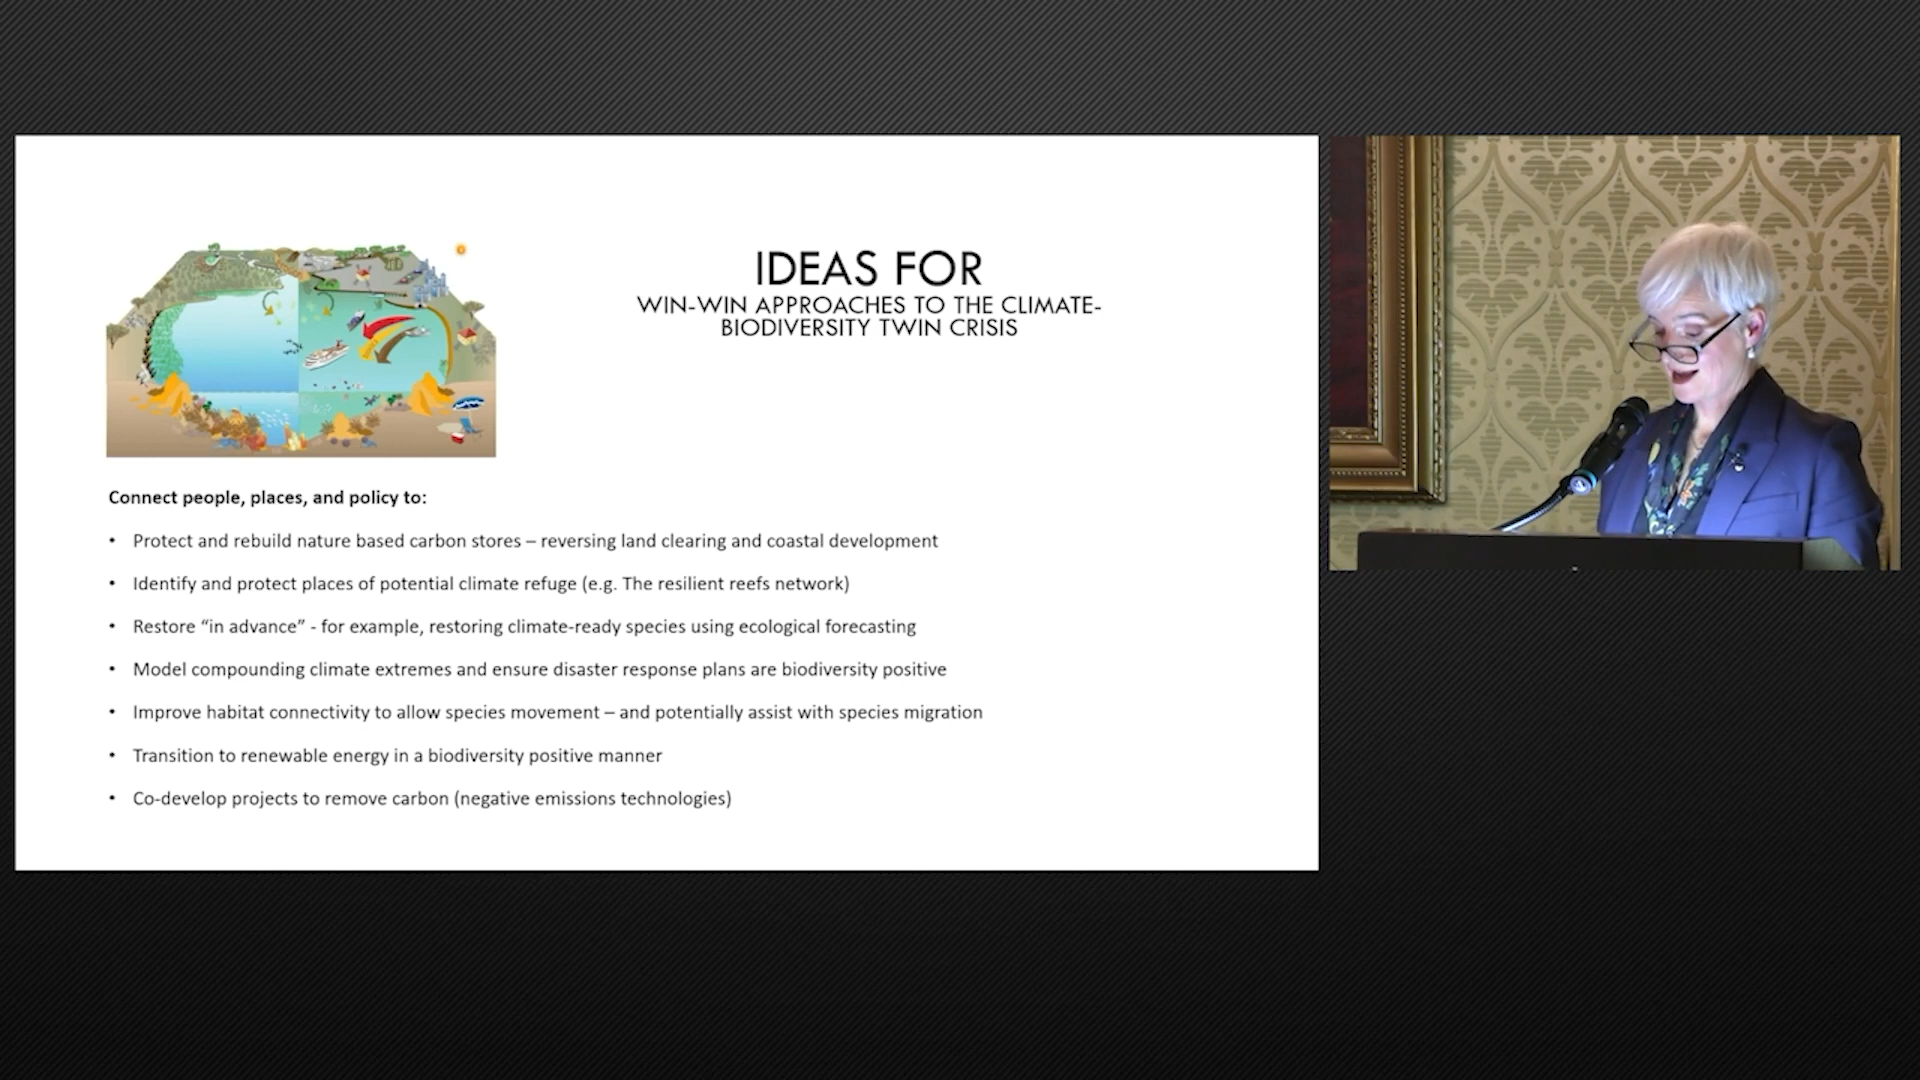 IDEAS FOR
WIN-WIN APPROACHES TO THE CLIMATE-
BIODIVERSITY TWIN CRISIS
Connect people, places, and policy to:
• Protect and rebuild nature based carbon stores – reversing land clearing and coastal development
• Identify and protect places of potential climate refuge (e.g. The resilient reefs network)
• Restore “in advance” - for example, restoring climate-ready species using ecological forecasting
• Model compounding climate extremes and ensure disaster response plans are biodiversity positive
• Improve habitat connectivity to allow species movement – and potentially assist with species migration
• Transition to renewable energy in a biodiversity positive manner
• Co-develop projects to remove carbon (negative emissions technologies)